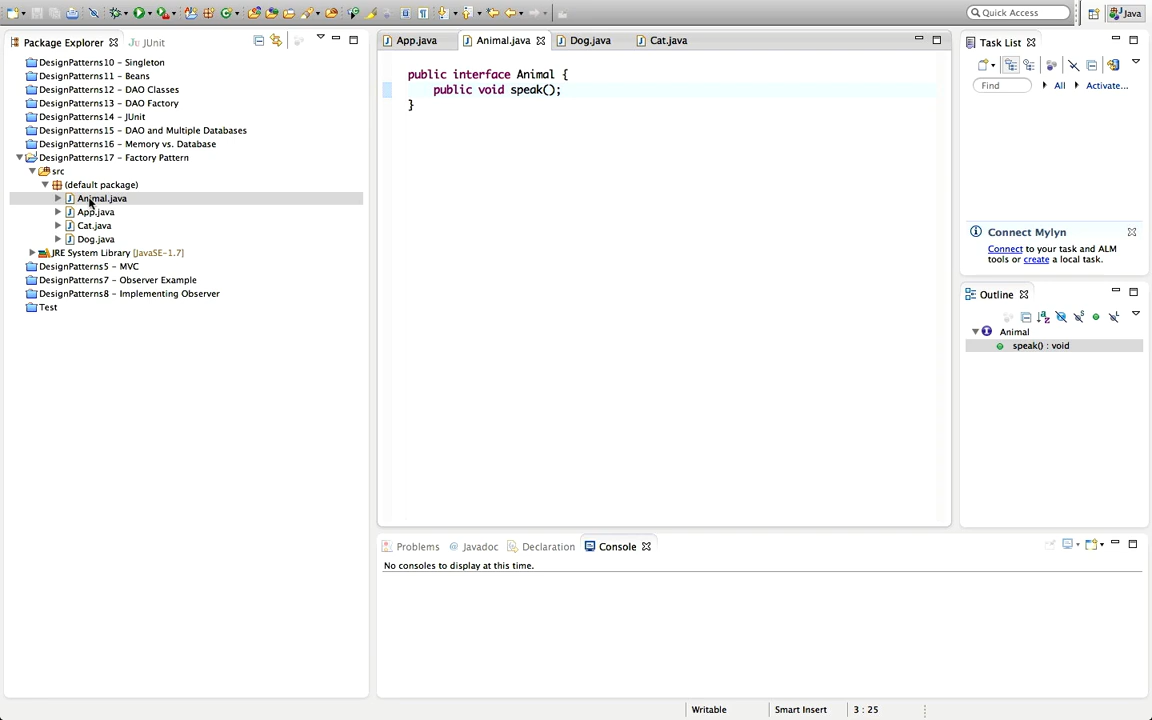 Quick Access
Java
Package Explorer
JUnit
DesignPatterns10 - Singleton
DesignPatterns11 - Beans
DesignPatterns12 - DAO Classes
DesignPatterns13 - DAO Factory
DesignPatterns14 - JUnit
DesignPatterns15 - DAO and Multiple Databases
DesignPatterns16 - Memory vs. Database
DesignPatterns17 - Factory Pattern
src
(default package)
Animal.java
App.java
Cat.java
Dog.java
JRE System Library [JavaSE-1.7]
DesignPatterns5 - MVC
DesignPatterns7 - Observer Example
DesignPatterns8 - Implementing Observer
Test
App.java
Animal.java
Dog.java
Cat.java
public interface Animal {
public void speak();
}
Task List
Find
All
Activate...
Connect Mylyn
Connect to your task and ALM
tools or create a local task.
Outline
Animal
speak() : void
Problems
@ Javadoc
Declaration
Console
No consoles to display at this time.
Writable
Smart Insert
3 : 25